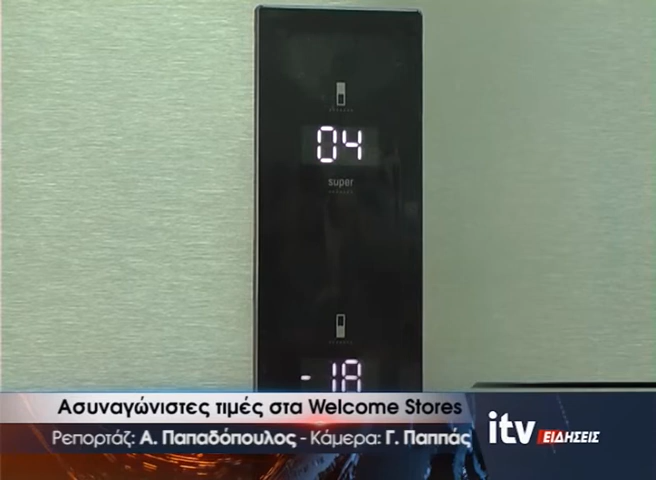 04
super
-18
Ασυναγώνιστες τιμές στα Welcome Stores
Ρεπορτάζ: Α. Παπαδόπουλος - Κάμερα: Γ. Παππάς
itv ΕΙΔΗΣΕΙΣ